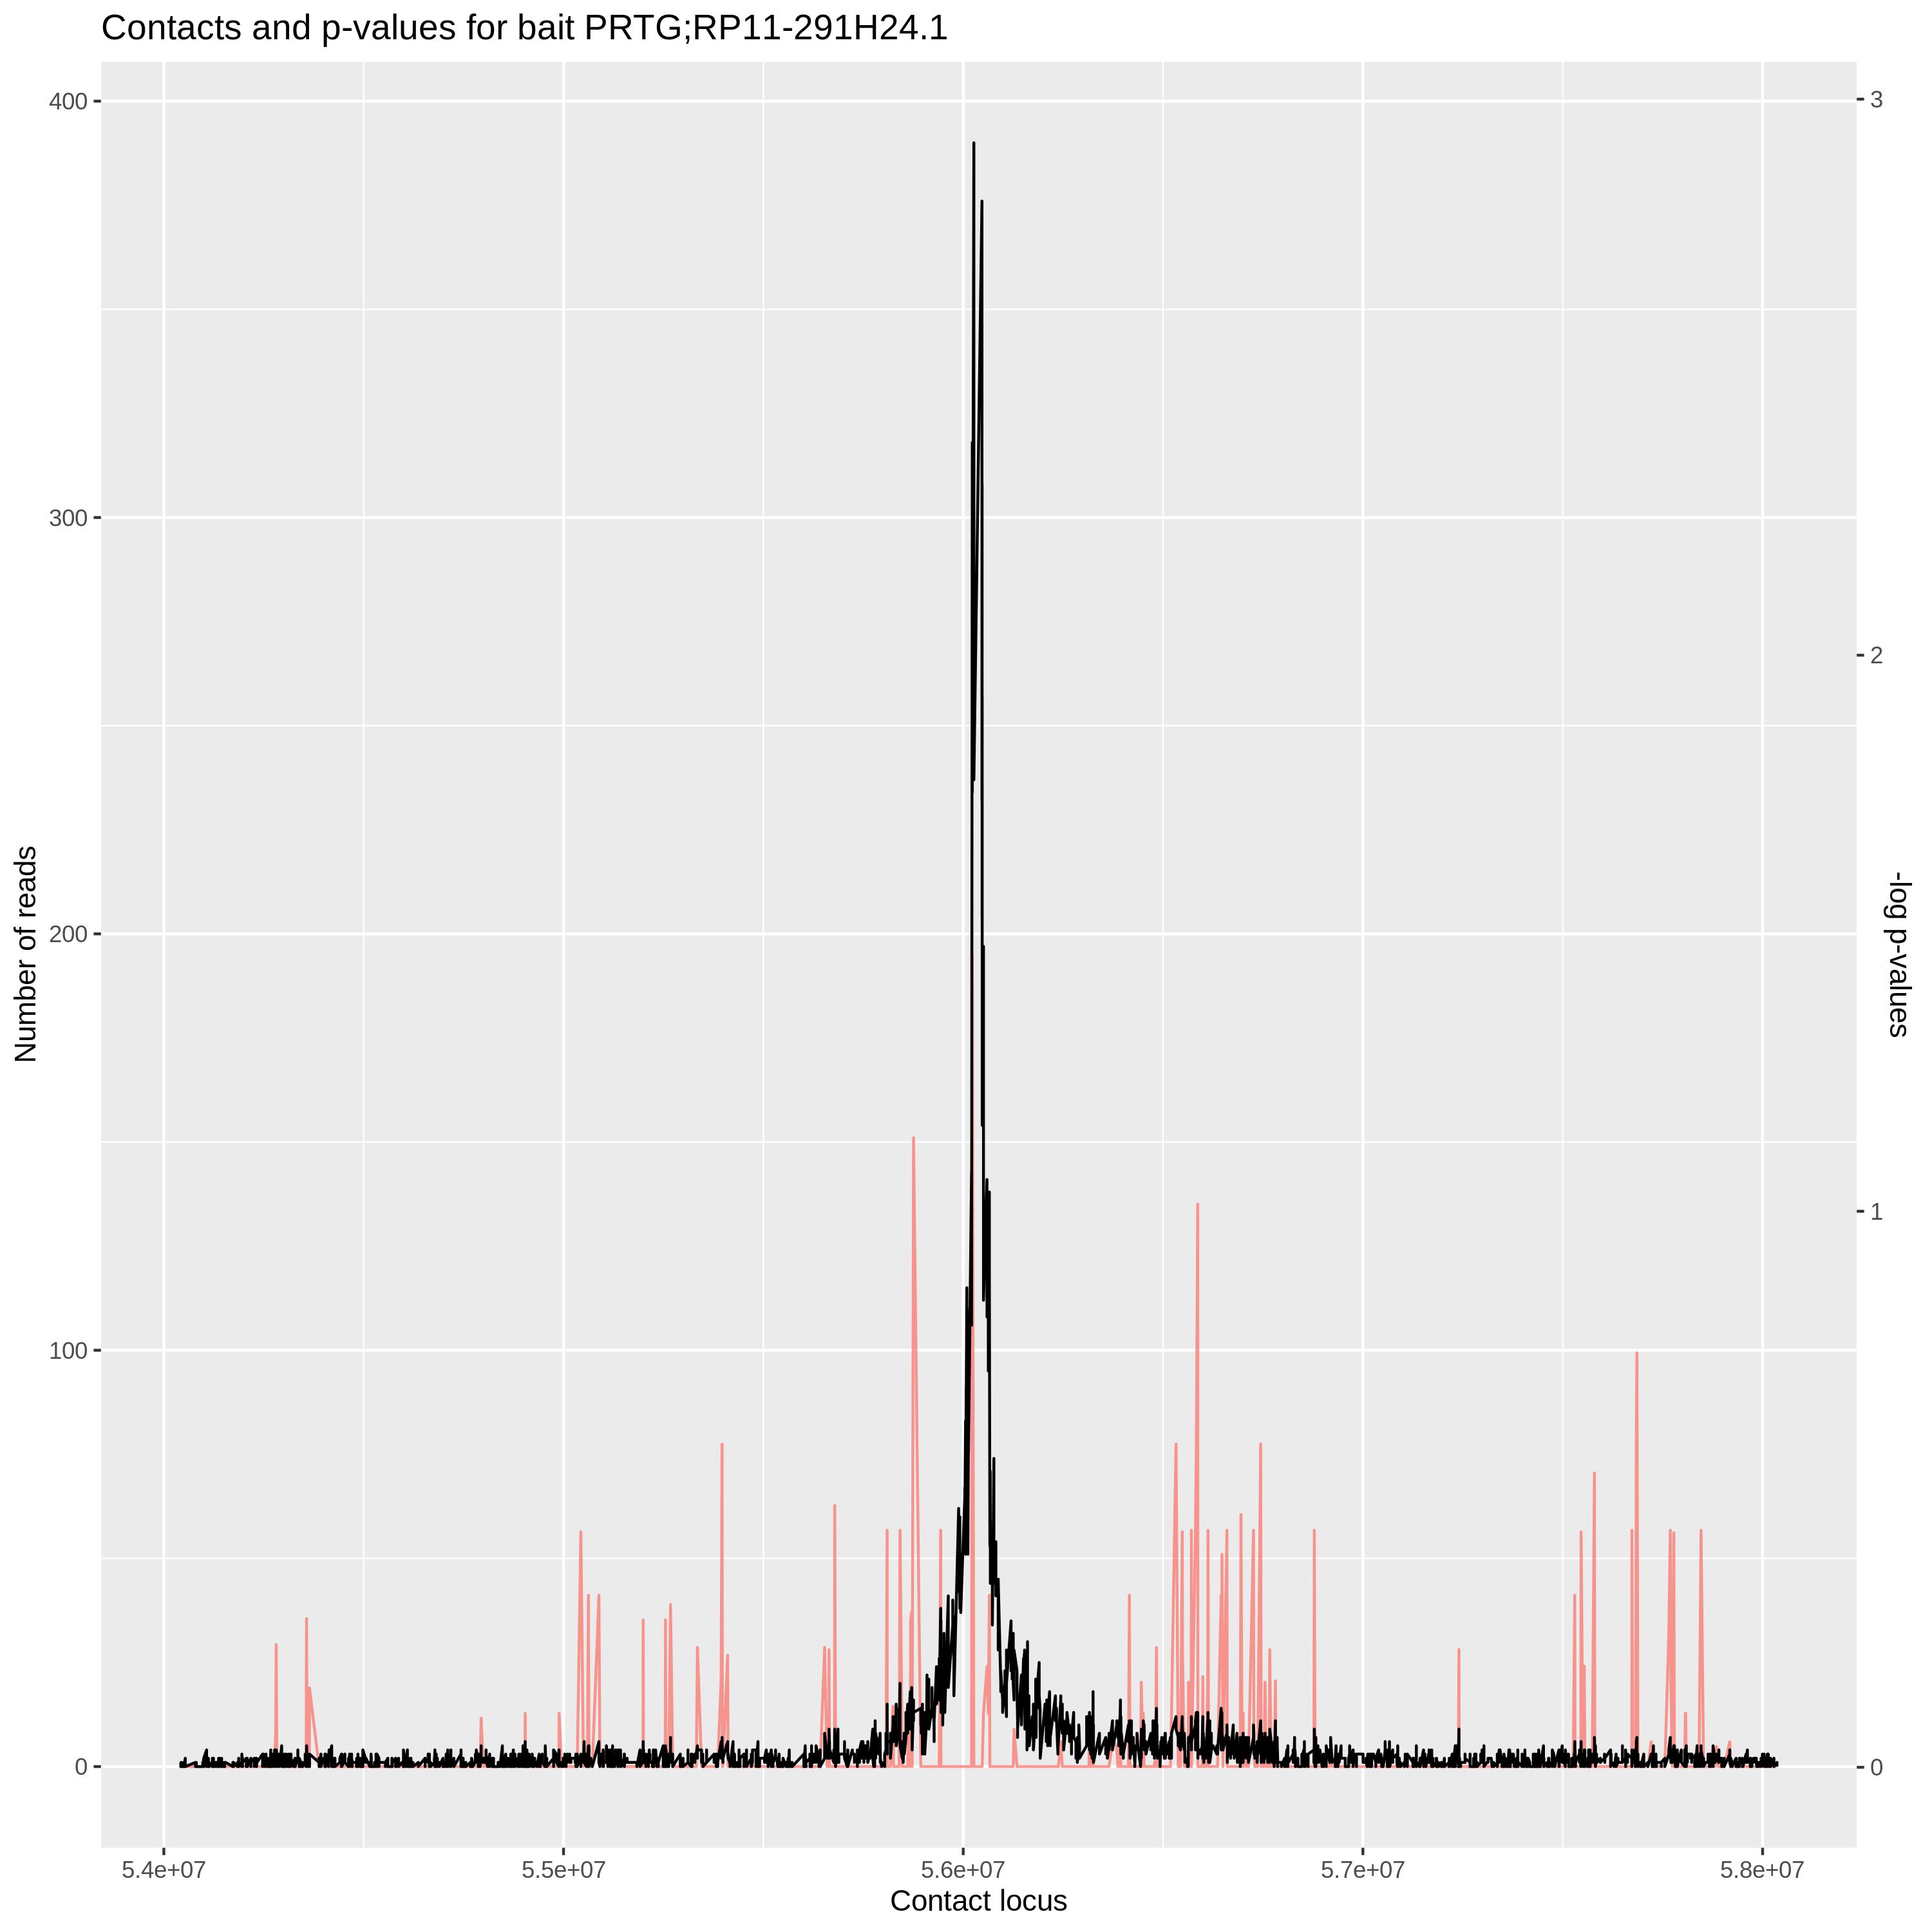 Contacts and p-values for bait PRTG;RP11-291H24.1
400
300
200
100
0
Number of reads
3
2
1
0
-log p-values
5.4e+07 5.5e+07 5.6e+07 5.7e+07 5.8e+07
Contact locus